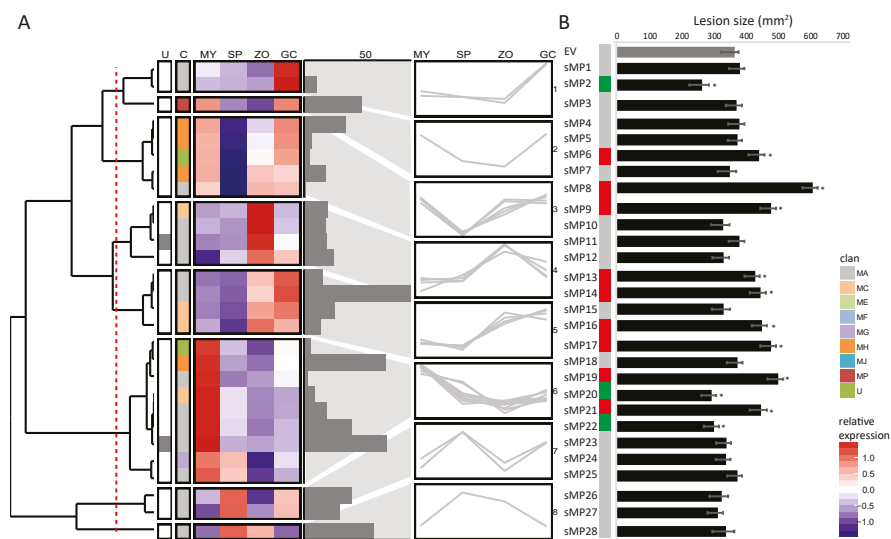 A
B
U C MY SP ZO GC 50
MY SP ZO GC
1
2
3
4
5
6
7
8
Lesion size (mm²)
0 100 200 300 400 500 600 700
EV
sMP1
sMP2 *
sMP3
sMP4
sMP5
sMP6 *
sMP7
sMP8 *
sMP9 *
sMP10
sMP11
sMP12
sMP13 *
sMP14 *
sMP15
sMP16 *
sMP17 *
sMP18
sMP19 *
sMP20 *
sMP21 *
sMP22 *
sMP23
sMP24
sMP25
sMP26
sMP27
sMP28
clan
MA
MC
ME
MF
MG
MH
MJ
MP
U
relative
expression
1.0
0.5
0.0
0.5
1.0